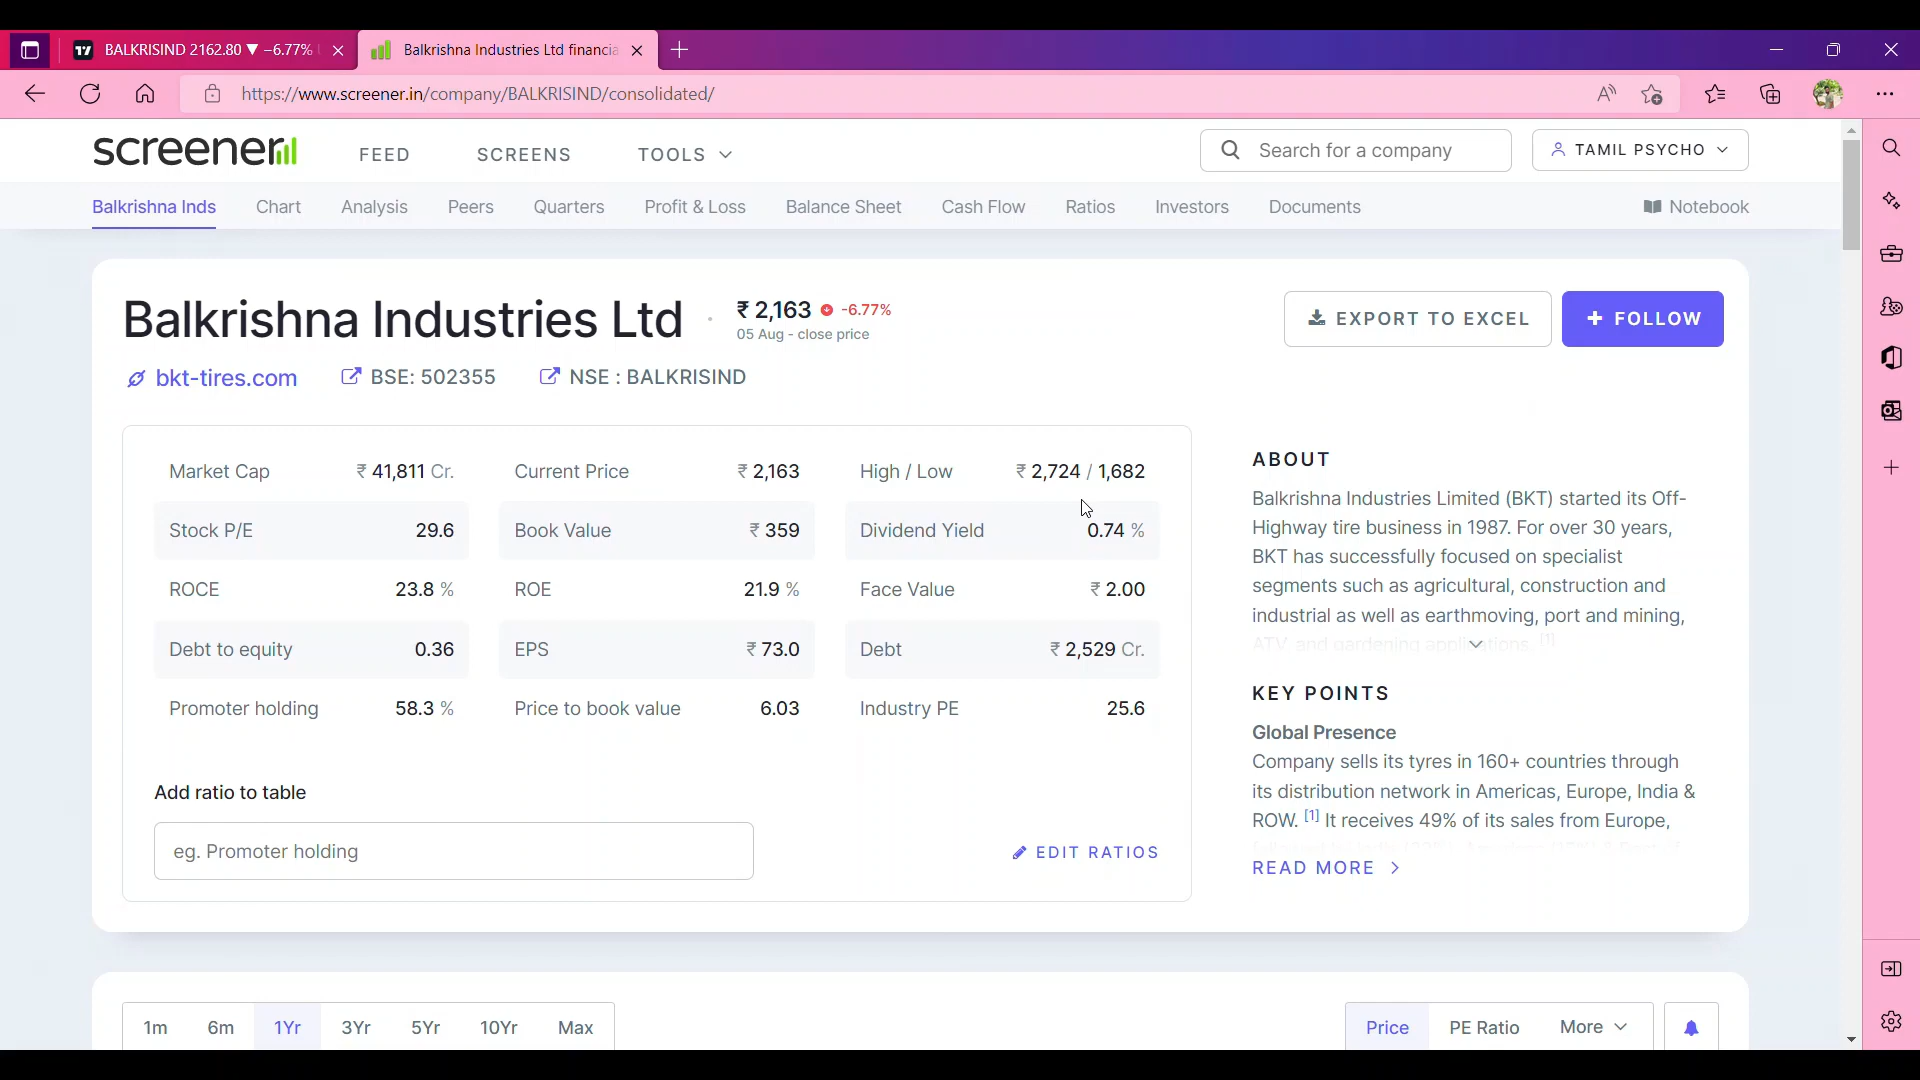 BALKRISIND 2162.80 ▼ −6.77%
Balkrishna Industries Ltd financia
https://www.screener.in/company/BALKRISIND/consolidated/
screener
FEED
SCREENS
TOOLS
Search for a company
TAMIL PSYCHO
Balkrishna Inds
Chart
Analysis
Peers
Quarters
Profit & Loss
Balance Sheet
Cash Flow
Ratios
Investors
Documents
Notebook
Balkrishna Industries Ltd
₹ 2,163 -6.77%
05 Aug - close price
EXPORT TO EXCEL
+ FOLLOW
bkt-tires.com
BSE: 502355
NSE : BALKRISIND
Market Cap ₹ 41,811 Cr.
Current Price ₹ 2,163
High / Low ₹ 2,724 / 1,682
Stock P/E 29.6
Book Value ₹ 359
Dividend Yield 0.74 %
ROCE 23.8 %
ROE 21.9 %
Face Value ₹ 2.00
Debt to equity 0.36
EPS ₹ 73.0
Debt ₹ 2,529 Cr.
Promoter holding 58.3 %
Price to book value 6.03
Industry PE 25.6
Add ratio to table
eg. Promoter holding
EDIT RATIOS
ABOUT
Balkrishna Industries Limited (BKT) started its Off-
Highway tire business in 1987. For over 30 years,
BKT has successfully focused on specialist
segments such as agricultural, construction and
industrial as well as earthmoving, port and mining,
ATV and gardening applications. [1]
KEY POINTS
Global Presence
Company sells its tyres in 160+ countries through
its distribution network in Americas, Europe, India &
ROW. [1] It receives 49% of its sales from Europe,
READ MORE
1m
6m
1Yr
3Yr
5Yr
10Yr
Max
Price
PE Ratio
More